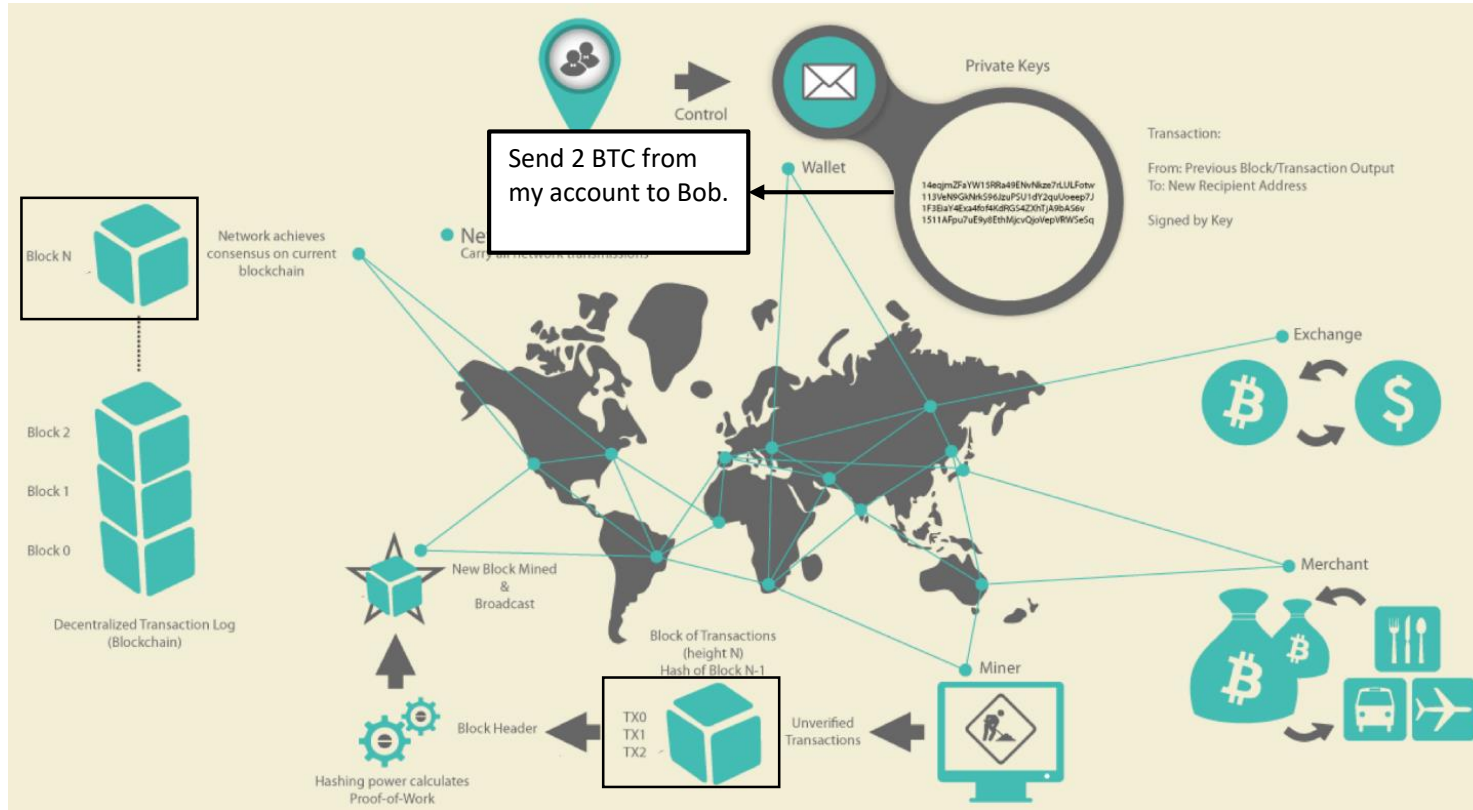 Private Keys
Control
Transaction:
Send 2 BTC from
my account to Bob.
Wallet
From: Previous Block/Transaction Output
To: New Recipient Address
Signed by Key
Block N
Network achieves
consensus on current
blockchain
Exchange
Block 2
Block 1
Block 0
Decentralized Transaction Log
(Blockchain)
New Block Mined
&
Broadcast
Merchant
Block of Transactions
(height N)
Hash of Block N-1
Miner
TX0
TX1
TX2
Block Header
Unverified
Transactions
Hashing power calculates
Proof-of-Work